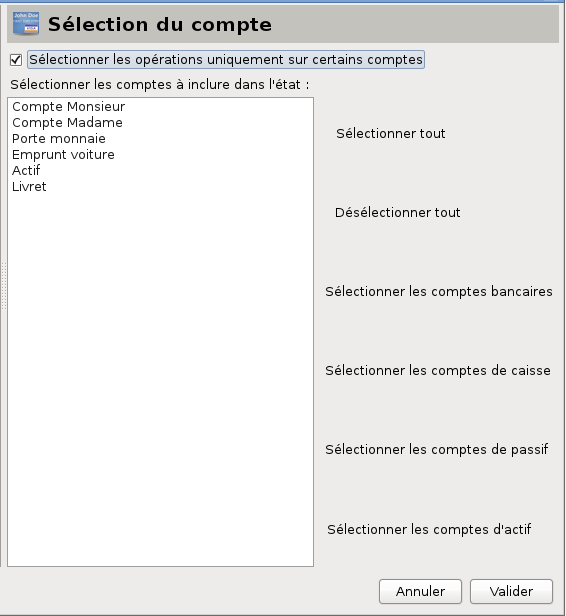 John Doe
Sélection du compte
Sélectionner les opérations uniquement sur certains comptes
Sélectionner les comptes à inclure dans l'état :
Compte Monsieur
Compte Madame
Porte monnaie
Emprunt voiture
Actif
Livret
Sélectionner tout
Désélectionner tout
Sélectionner les comptes bancaires
Sélectionner les comptes de caisse
Sélectionner les comptes de passif
Sélectionner les comptes d'actif
Annuler
Valider